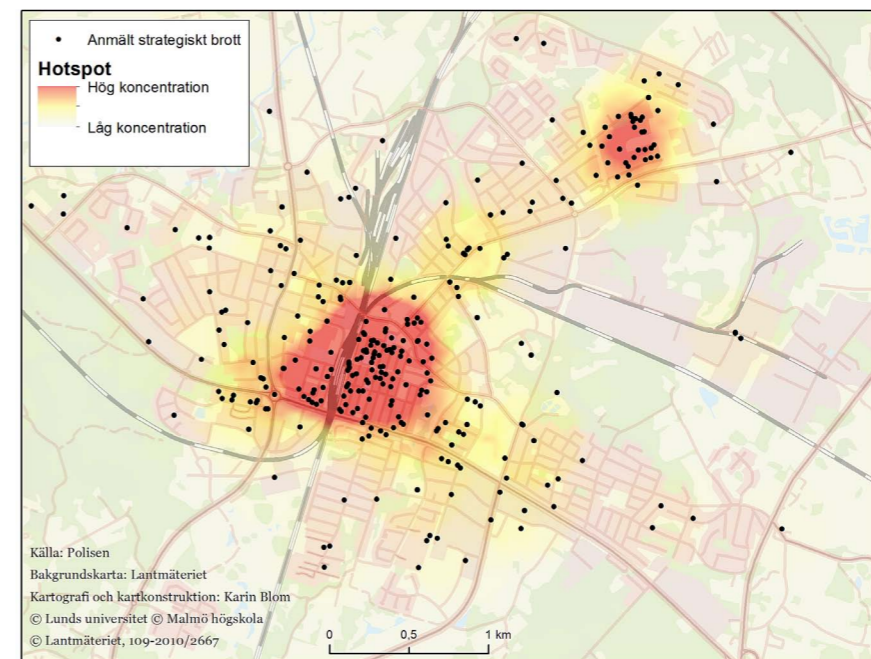 Anmält strategiskt brott
Hotspot
Hög koncentration
Låg koncentration
Källa: Polisen
Bakgrundskarta: Lantmäteriet
Kartografi och kartkonstruktion: Karin Blom
© Lunds universitet © Malmö högskola
© Lantmäteriet, 109-2010/2667
0 0,5 1 km